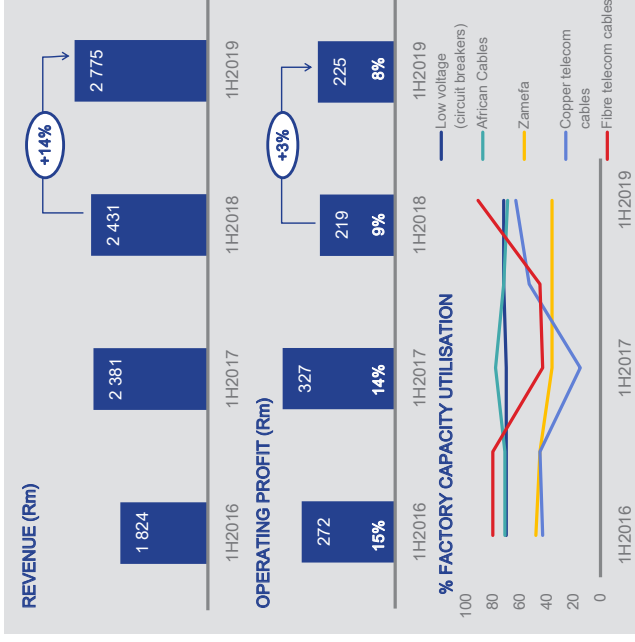 REVENUE (Rm)
+14%
1 824
2 381
2 431
2 775
1H2016
1H2017
1H2018
1H2019
OPERATING PROFIT (Rm)
+3%
272
327
219
225
15%
14%
9%
8%
1H2016
1H2017
1H2018
1H2019
% FACTORY CAPACITY UTILISATION
100
80
60
40
20
0
1H2016
1H2017
1H2018
1H2019
Low voltage
(circuit breakers)
African Cables
Zamefa
Copper telecom
cables
Fibre telecom cables